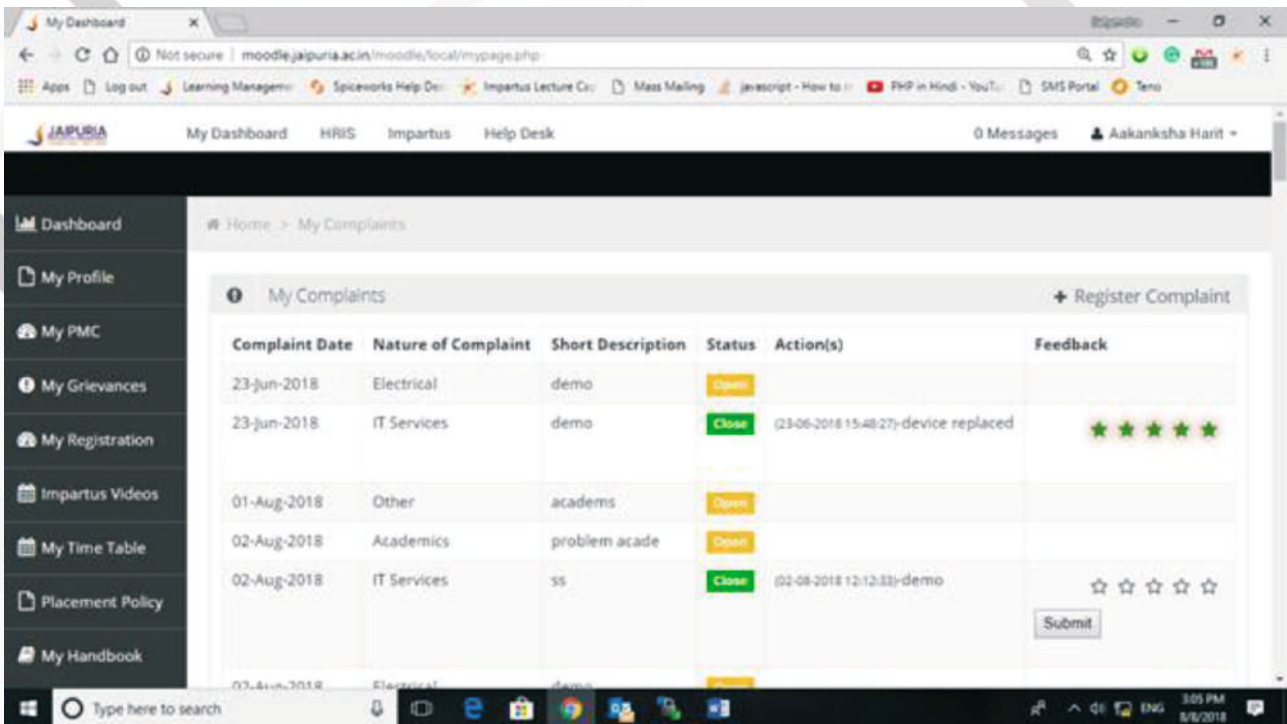 My Dashboard
Not secure | moodle.jaipuria.ac.in/moodle/local/mypage.php
Apps Log out Learning Managem Spiceworks Help De Impartus Lecture Ca Mass Mailing javascript - How to PHP in Hindi - YouTu SMS Portal Teno
JAIPURIA My Dashboard HRIS Impartus Help Desk 0 Messages Aakanksha Harit
Dashboard
Home > My Complaints
My Profile
My Complaints + Register Complaint
My PMC
Complaint Date Nature of Complaint Short Description Status Action(s) Feedback
My Grievances
23-Jun-2018 Electrical demo Open
23-Jun-2018 IT Services demo Close (23-06-2018 15:48:27)-device replaced
My Registration
Impartus Videos
01-Aug-2018 Other academs Open
My Time Table
02-Aug-2018 Academics problem acade Open
02-Aug-2018 IT Services ss Close (02-08-2018 12:12:33)-demo
Placement Policy
Submit
My Handbook
02-Aug-2018 Electrical demo Open
Type here to search ENG 3:05 PM
8/8/2018